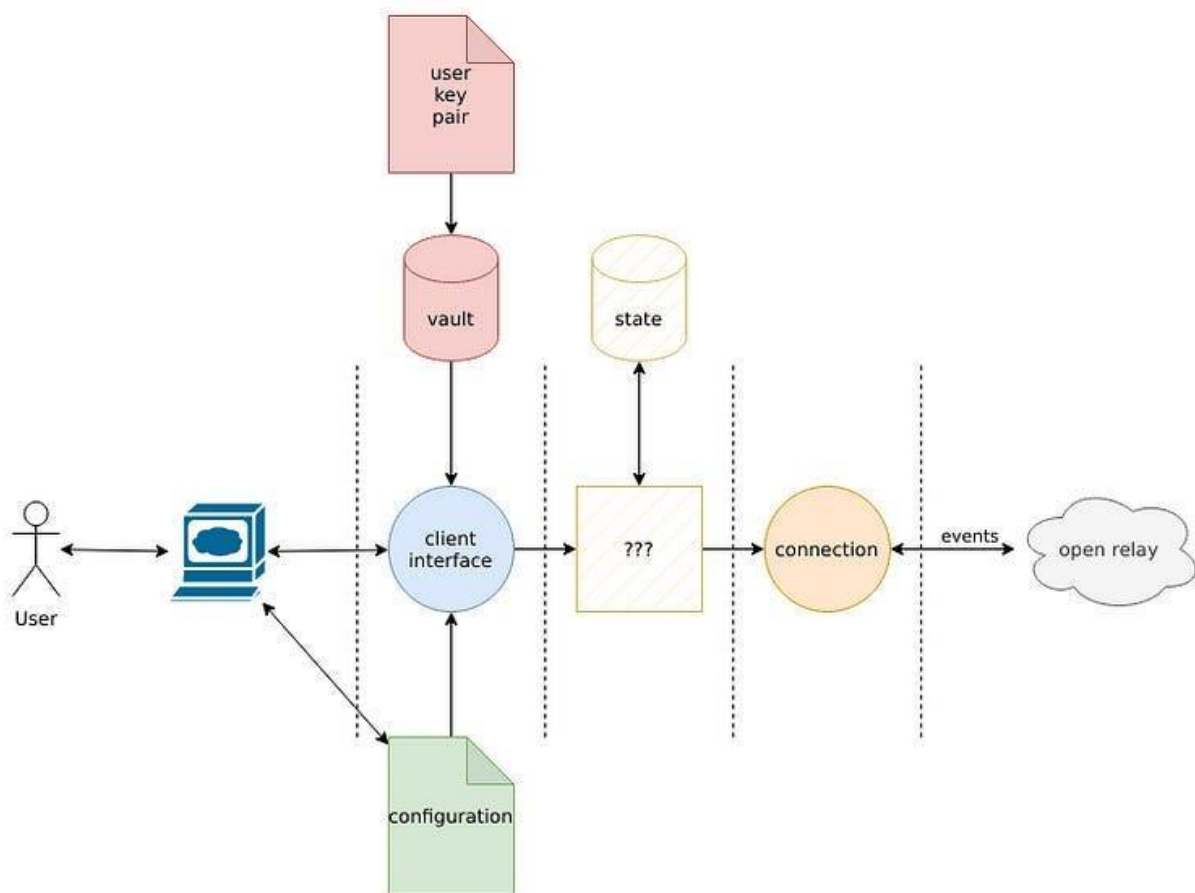 user
key
pair
vault
state
User
client
interface
???
connection
events
open relay
configuration